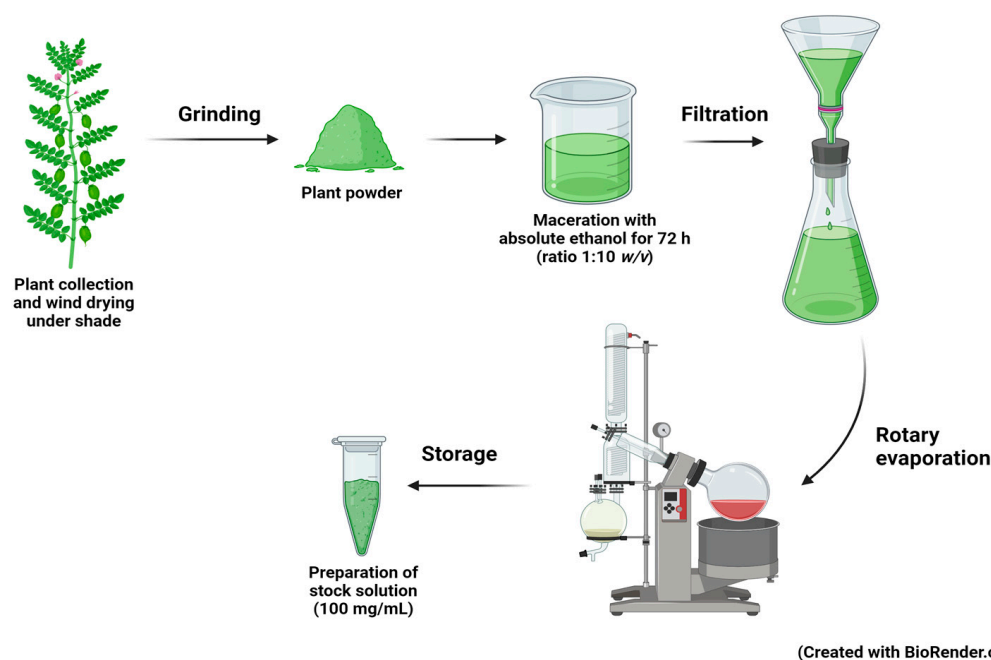 Grinding
Plant powder
Maceration with
absolute ethanol for 72 h
(ratio 1:10 w/v)
Filtration
Plant collection
and wind drying
under shade
Rotary
evaporation
Storage
Preparation of
stock solution
(100 mg/mL)
(Created with BioRender.c